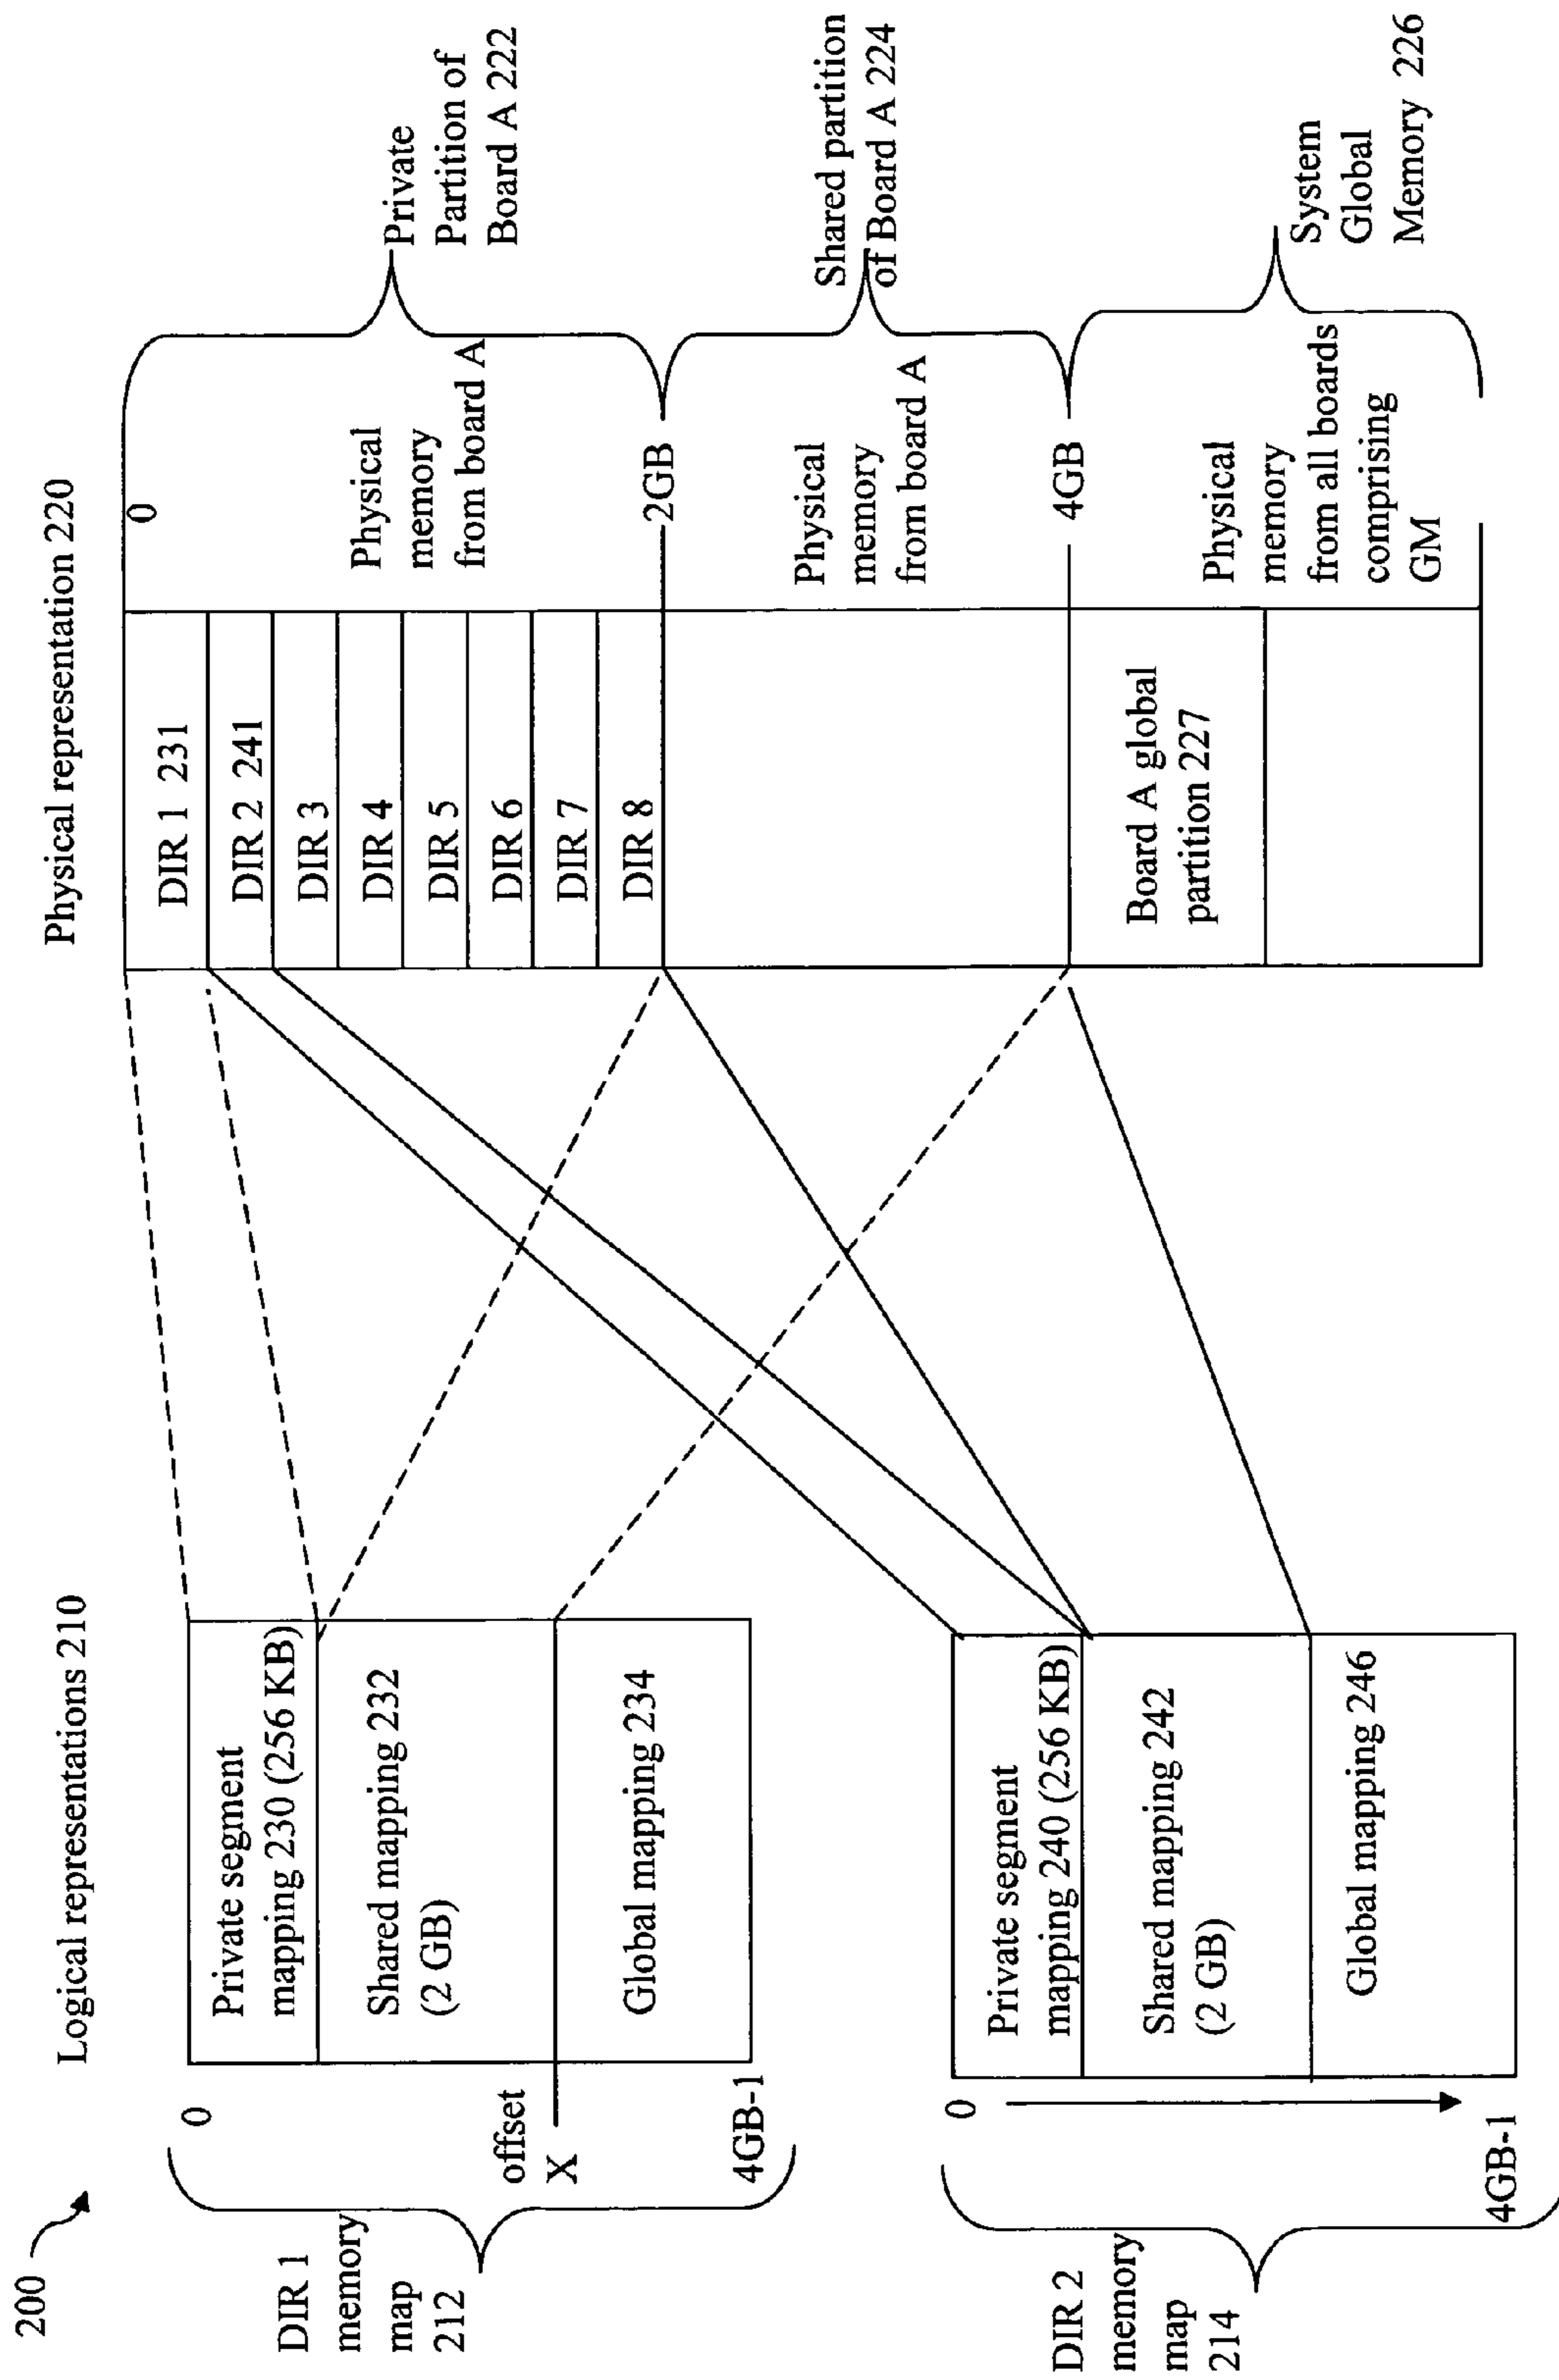 200
Logical representations 210
Physical representation 220
DIR 1
memory
map
212
0
offset
X
4GB-1
Private segment
mapping 230 (256 KB)
Shared mapping 232
(2 GB)
Global mapping 234
DIR 2
memory
map
214
0
4GB-1
Private segment
mapping 240 (256 KB)
Shared mapping 242
(2 GB)
Global mapping 246
DIR 1 231
DIR 2 241
DIR 3
DIR 4
DIR 5
DIR 6
DIR 7
DIR 8
Board A global
partition 227
0
Physical
memory
from board A
2GB
Physical
memory
from board A
4GB
Physical
memory
from all boards
comprising
GM
Private
Partition of
Board A 222
Shared partition
of Board A 224
System
Global
Memory 226